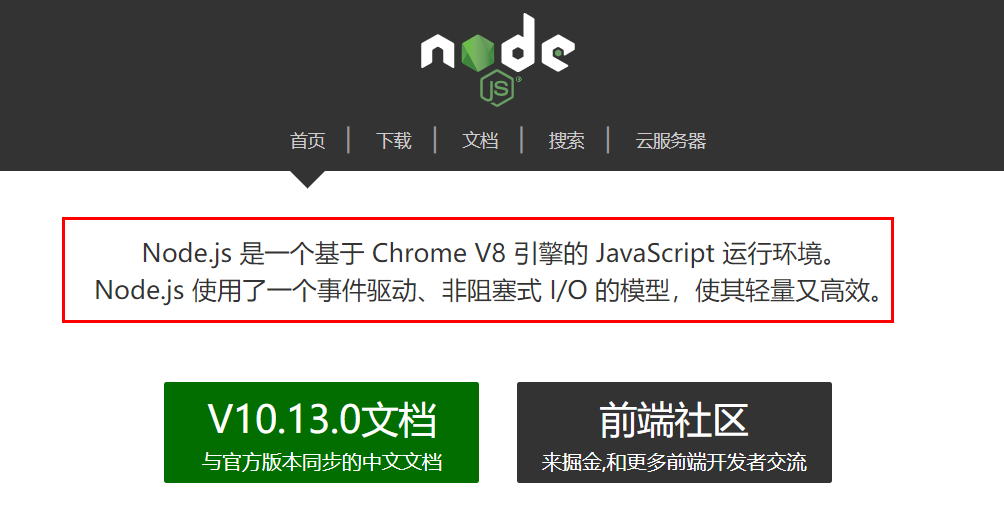 node
JS
首页 | 下载 | 文档 | 搜索 | 云服务器
Node.js 是一个基于 Chrome V8 引擎的 JavaScript 运行环境。
Node.js 使用了一个事件驱动、非阻塞式 I/O 的模型，使其轻量又高效。
V10.13.0文档
与官方版本同步的中文文档
前端社区
来掘金,和更多前端开发者交流